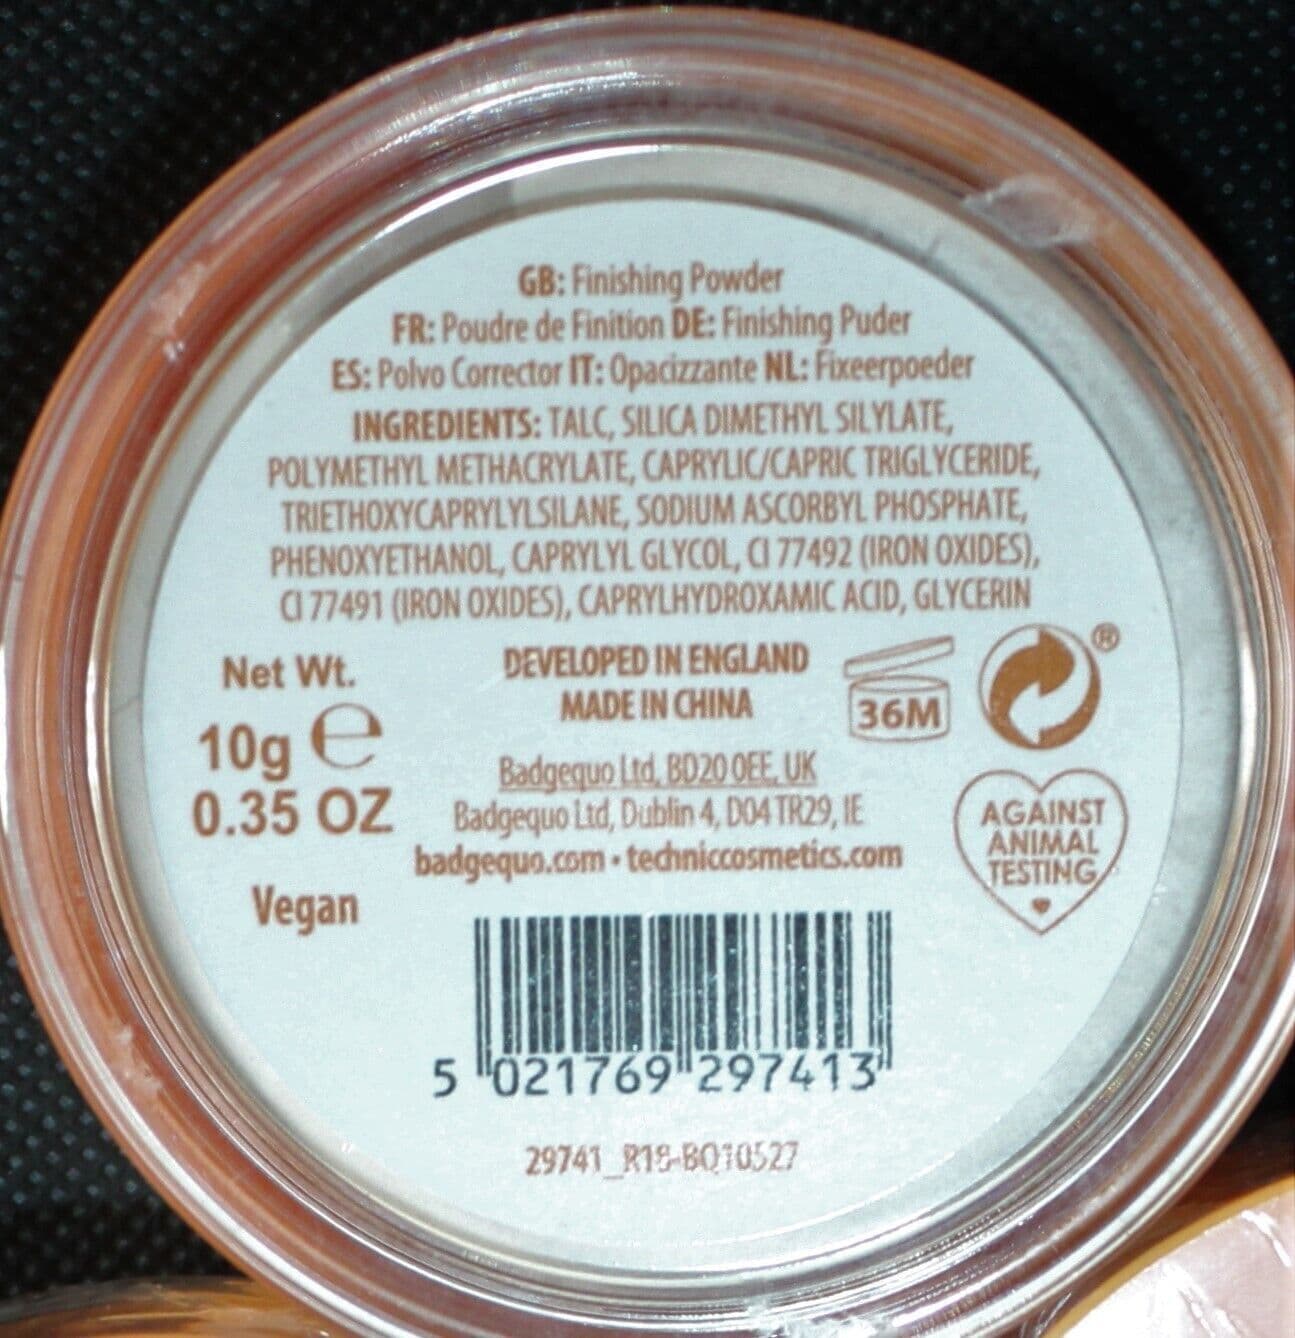 GB: Finishing Powder
FR: Poudre de Finition DE: Finishing Puder
ES: Polvo Corrector IT: Opacizzante NL: Fixeerpoeder
INGREDIENTS: TALC, SILICA DIMETHYL SILYLATE,
POLYMETHYL METHACRYLATE, CAPRYLIC/CAPRIC TRIGLYCERIDE,
TRIETHOXYCAPRYLYLSILANE, SODIUM ASCORBYL PHOSPHATE,
PHENOXYETHANOL, CAPRYLYL GLYCOL, CI 77492 (IRON OXIDES),
CI 77491 (IRON OXIDES), CAPRYLHYDROXAMIC ACID, GLYCERIN
Net Wt.
10g ℮
0.35 OZ
Vegan
DEVELOPED IN ENGLAND
MADE IN CHINA
Badgequo Ltd, BD20 0EE, UK
Badgequo Ltd, Dublin 4, D04 TR29, IE
badgequo.com • techniccosmetics.com
36M
®
AGAINST
ANIMAL
TESTING
5 021769 297413
29741_R18-BQ10527